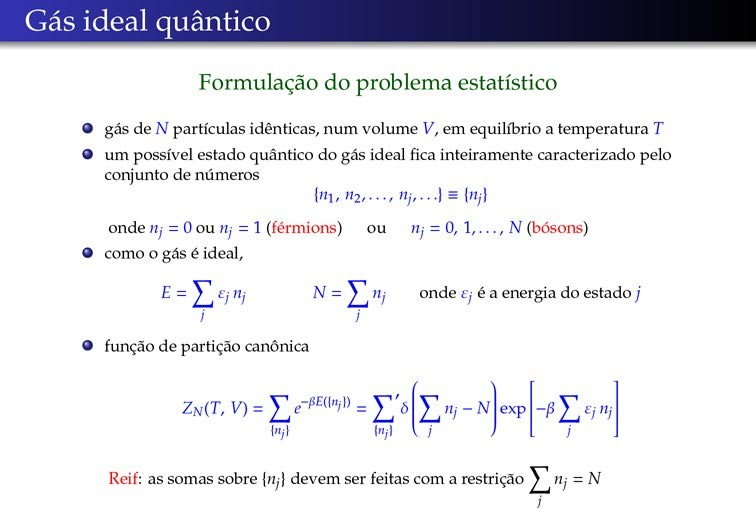 Gás ideal quântico
Formulação do problema estatístico
gás de N partículas idênticas, num volume V, em equilíbrio a temperatura T
um possível estado quântico do gás ideal fica inteiramente caracterizado pelo
conjunto de números
{n₁, n₂, . . . , nⱼ, . . .} ≡ {nⱼ}
onde nⱼ = 0 ou nⱼ = 1 (férmions) ou nⱼ = 0, 1, . . . , N (bósons)
como o gás é ideal,
E = ∑ⱼ εⱼ nⱼ N = ∑ⱼ nⱼ onde εⱼ é a energia do estado j
função de partição canônica
Z_N(T, V) = ∑_{{nⱼ}} e^{−βE({nⱼ})} = ∑′_{{nⱼ}} δ(∑ⱼ nⱼ − N) exp[−β ∑ⱼ εⱼ nⱼ]
Reif: as somas sobre {nⱼ} devem ser feitas com a restrição ∑ⱼ nⱼ = N